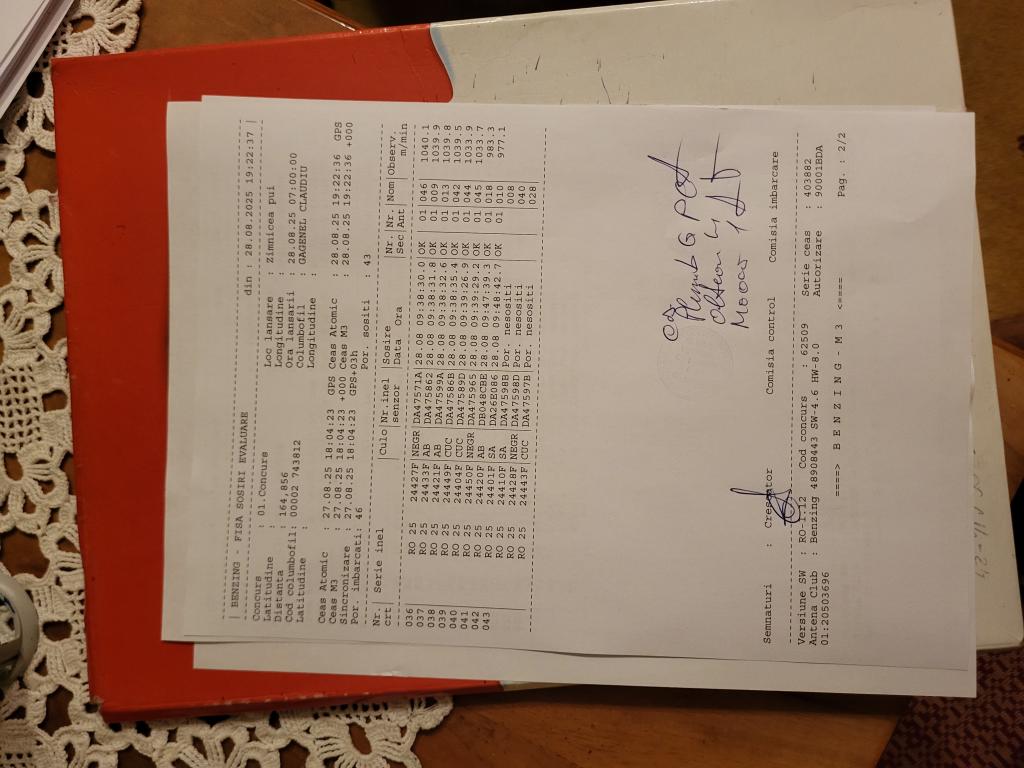 | BENZING - FISA SOSIRI EVALUARE din : 28.08.2025 19:22:37 |
Concurs : 01 Concurs Loc lansare : Zimnicea pui
Latitudine : Longitudine :
Distanta : 164,856 Ora lansarii : 28.08.25 07:00:00
Cod columbofil: 00002 743812 Columbofil : GAGENEL CLAUDIU
Latitudine : Longitudine :
Ceas Atomic : 27.08.25 18:04:23 GPS Ceas Atomic : 28.08.25 19:22:36 GPS
Ceas M3 : 27.08.25 18:04:23 +000 Ceas M3 : 28.08.25 19:22:36 +000
Sincronizare : 27.08.25 18:04:23 GPS+03h
Por. imbarcati: 46 Por. sositi : 43
Nr. | Serie inel |Culo|Nr.inel |Sosire |Nr.|Nr.|Nom|Observ.
crt | senzor Data Ora Sec Ant m/min
036 RO 25 24427F NEGR DA47571A 28.08 09:38:30.0 OK 01 046 1040.1
037 RO 25 24433F AB DA475862 28.08 09:38:31.8 OK 01 009 1039.9
038 RO 25 24421F AB DA47599A 28.08 09:38:32.6 OK 01 013 1039.8
039 RO 25 24449F CUC DA47586B 28.08 09:38:35.4 OK 01 042 1039.5
040 RO 25 24404F CUC DA47589D 28.08 09:39:26.9 OK 01 044 1033.9
041 RO 25 24450F NEGR DA475965 28.08 09:39:29.2 OK 01 045 1033.7
042 RO 25 24420F AB DB048CBE 28.08 09:47:39.3 OK 01 018 983.3
043 RO 25 24401F SA DA26E086 28.08 09:48:42.7 OK 01 010 977.1
RO 25 24410F SA DA47598B Por. nesositi 008
RO 25 24428F NEGR DA47598D Por. nesositi 040
RO 25 24443F CUC DA47597B Por. nesositi 028
Semnaturi : Crescator Comisia control Comisia imbarcare
Versiune SW : RO-1.12 Cod concurs : 62509 Serie ceas : 403882
Antena Club : Benzing 48908443 SW-4.6 HW-8.0 Autorizare : 90001BDA
01:20503696
====> B E N Z I N G - M 3 <==== Pag. : 2/2